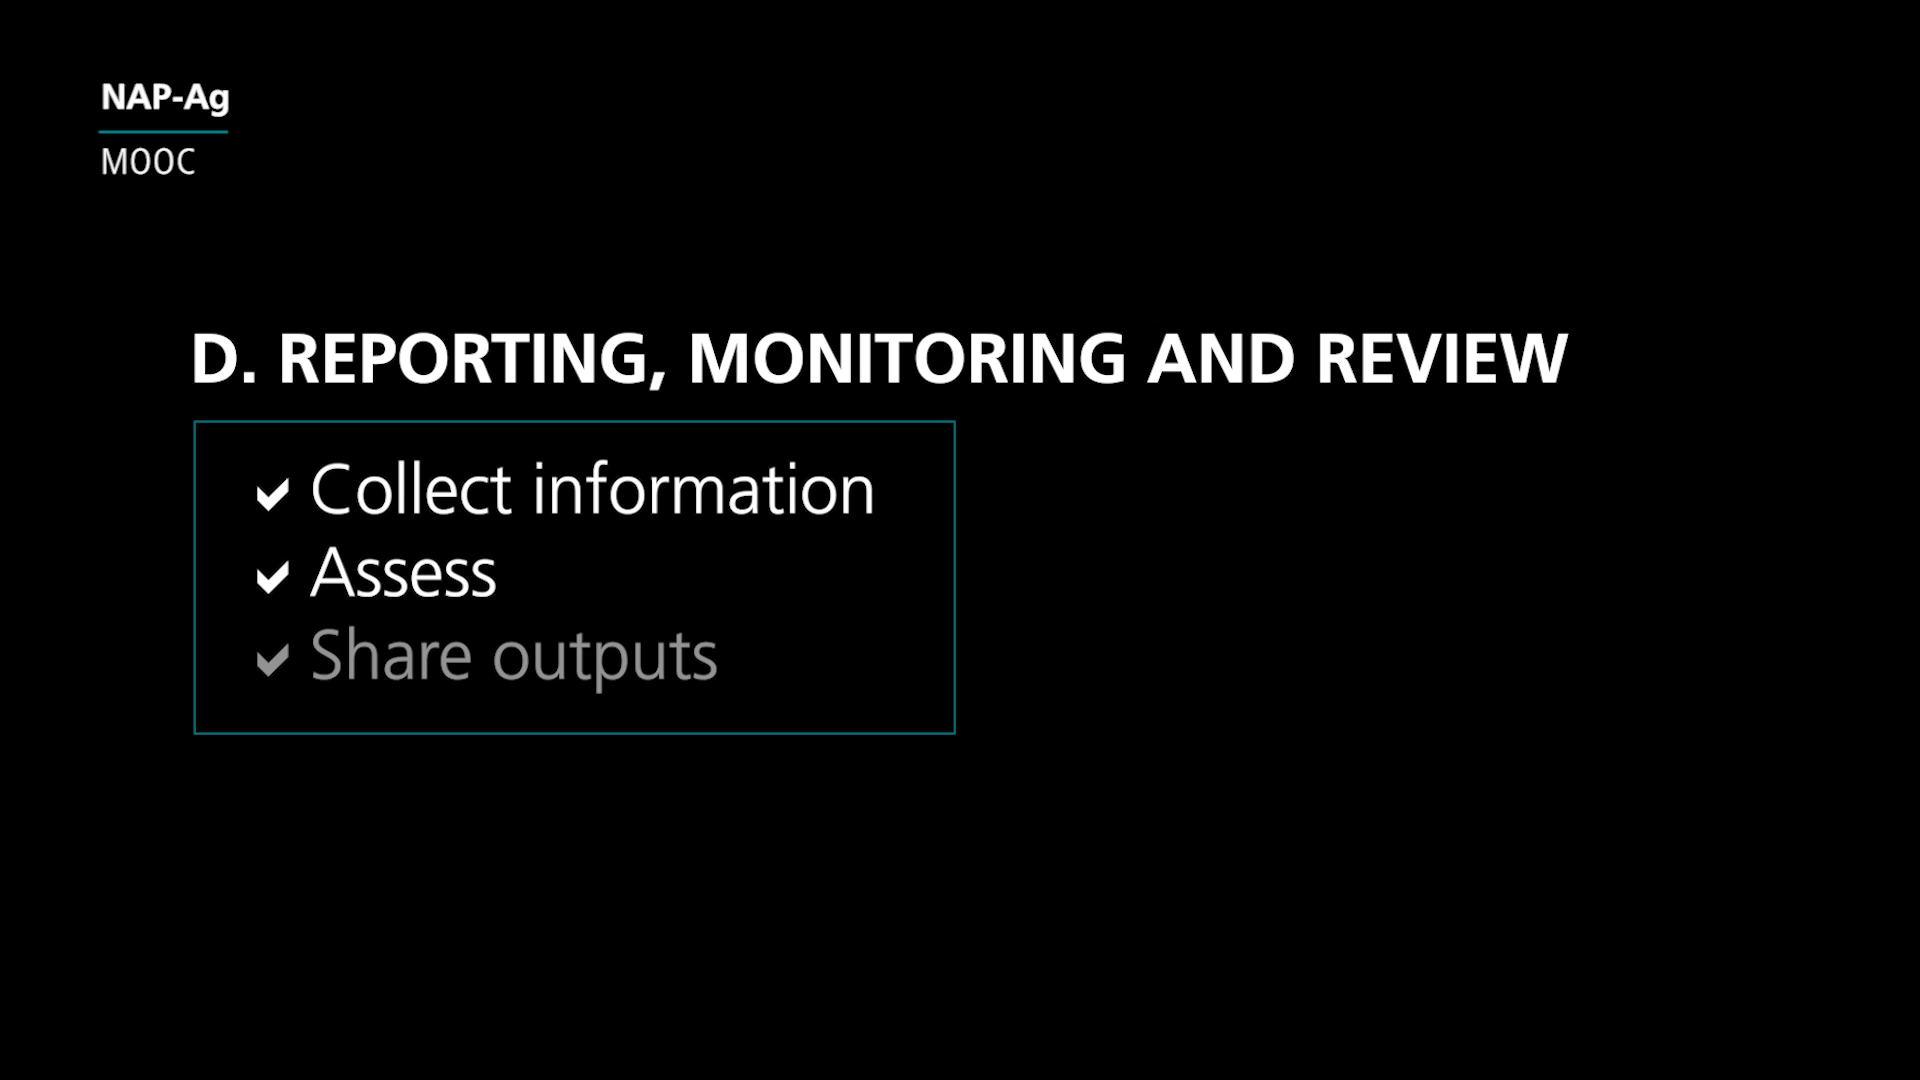 NAP-Ag
MOOC
D. REPORTING, MONITORING AND REVIEW
✔ Collect information
✔ Assess
✔ Share outputs